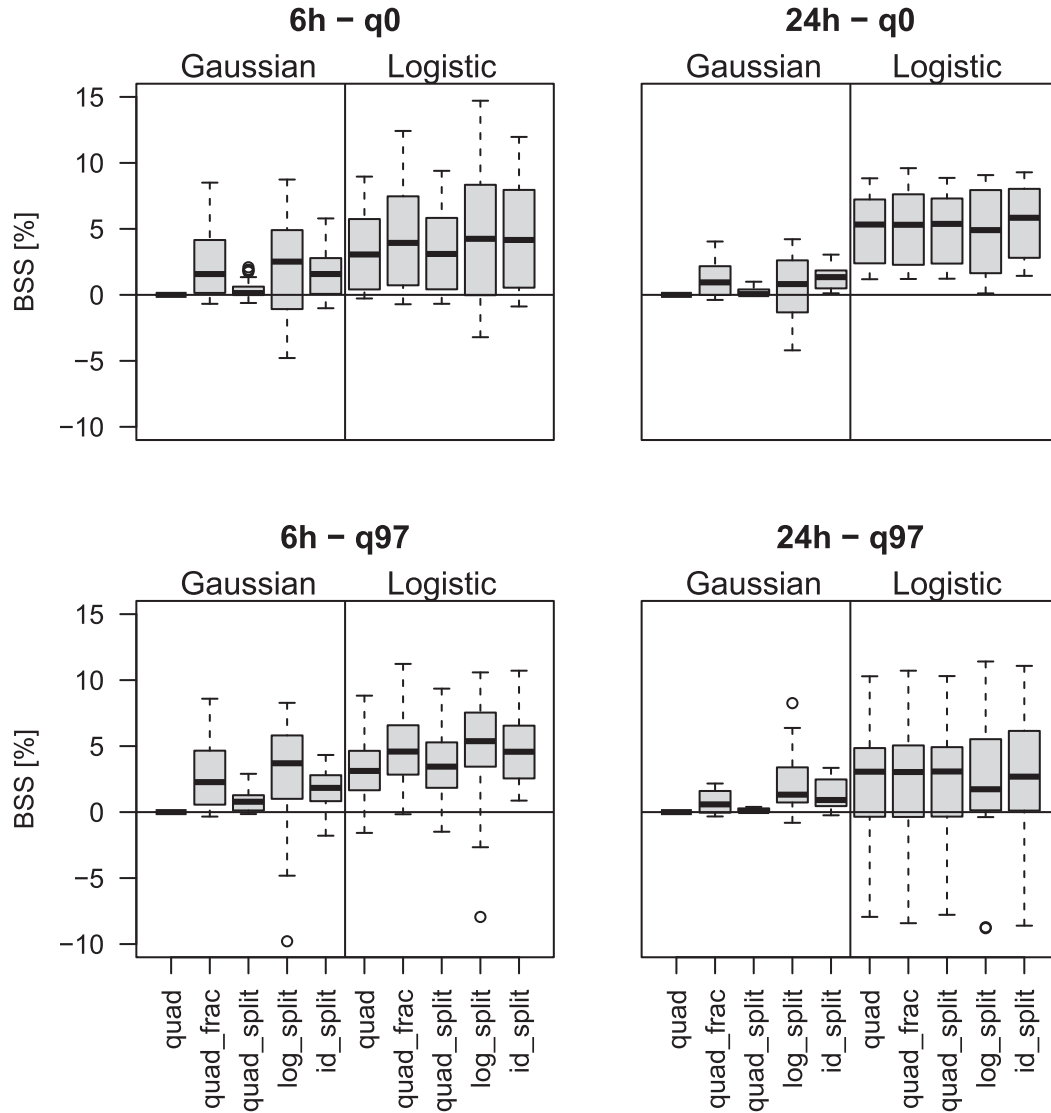 6h − q0
24h − q0
Gaussian Logistic
Gaussian Logistic
15
10
5
0
−5
−10
BSS [%]
6h − q97
24h − q97
Gaussian Logistic
Gaussian Logistic
15
10
5
0
−5
−10
BSS [%]
quad
quad_frac
quad_split
log_split
id_split
quad
quad_frac
quad_split
log_split
id_split
quad
quad_frac
quad_split
log_split
id_split
quad
quad_frac
quad_split
log_split
id_split